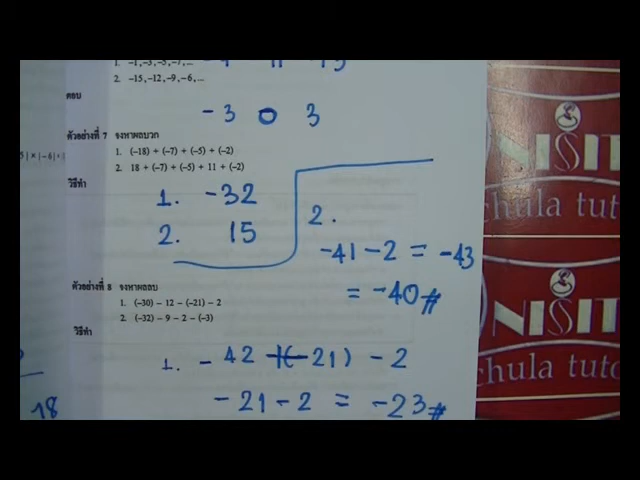 1. -1,-3,-5,-7,...
2. -15,-12,-9,-6,...
ตอบ
-3 0 3
ตัวอย่างที่ 7 จงหาผลบวก
1. (-18) + (-7) + (-5) + (-2)
2. 18 + (-7) + (-5) + 11 + (-2)
วิธีทำ
1. -32
2. 15
2.
-41 - 2 = -43
= -40#
ตัวอย่างที่ 8 จงหาผลลบ
1. (-30) - 12 - (-21) - 2
2. (-32) - 9 - 2 - (-3)
วิธีทำ
1. -42 -(-21) - 2
-21 - 2 = -23#
18
NISIT
chula tuto
NISIT
chula tuto